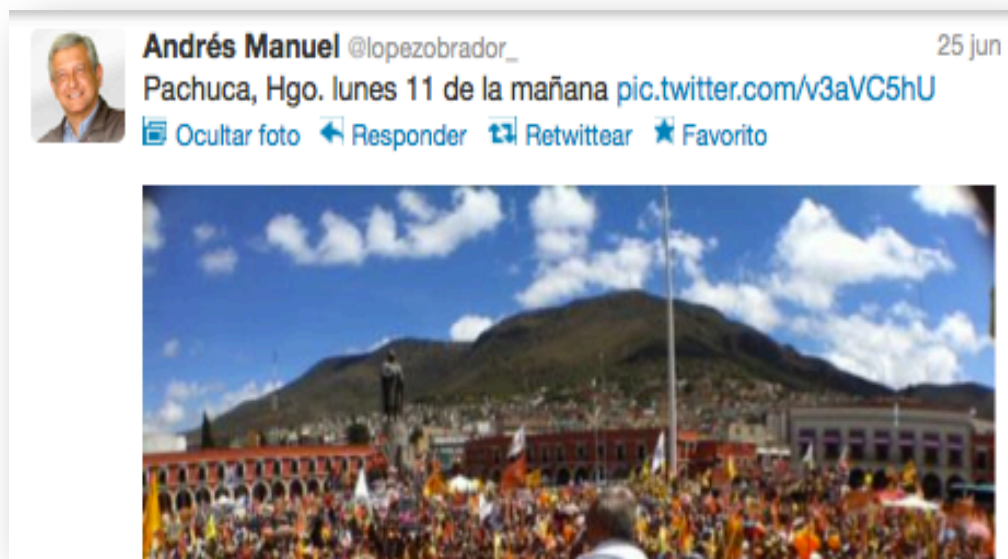 Andrés Manuel @lopezobrador_ 25 jun
Pachuca, Hgo. lunes 11 de la mañana pic.twitter.com/v3aVC5hU
Ocultar foto Responder Retwittear Favorito